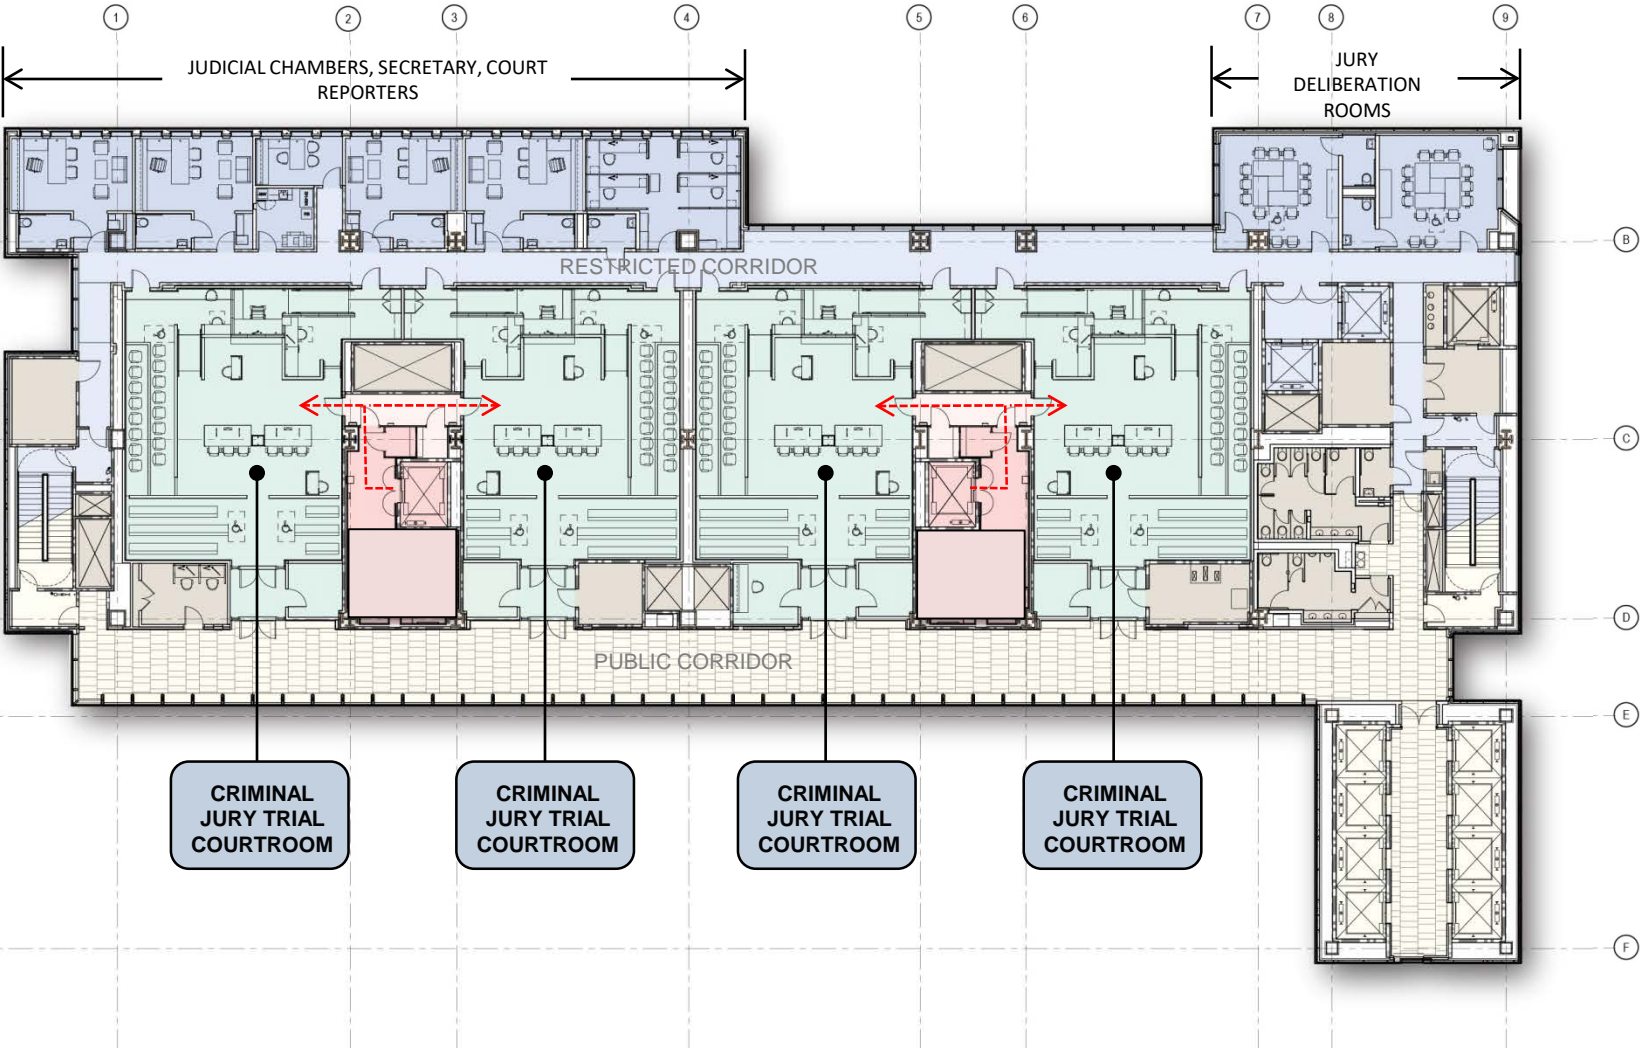 1 2 3 4 5 6 7 8 9
JUDICIAL CHAMBERS, SECRETARY, COURT
REPORTERS
JURY
DELIBERATION
ROOMS
B
RESTRICTED CORRIDOR
C
D
PUBLIC CORRIDOR
E
CRIMINAL
JURY TRIAL
COURTROOM
CRIMINAL
JURY TRIAL
COURTROOM
CRIMINAL
JURY TRIAL
COURTROOM
CRIMINAL
JURY TRIAL
COURTROOM
F